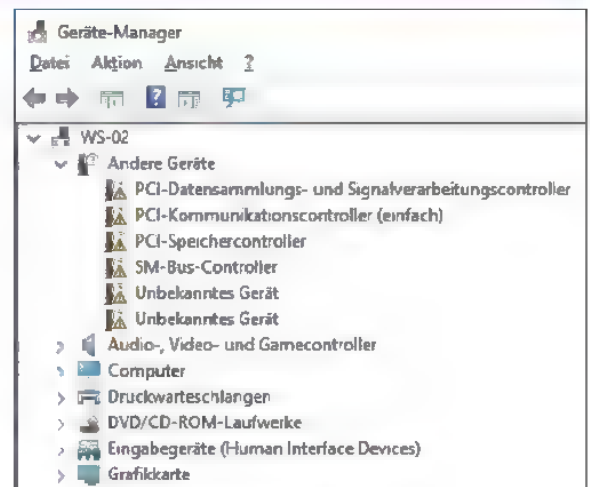 Geräte-Manager
Datei Aktion Ansicht ?
WS-02
Andere Geräte
PCI-Datensammlungs- und Signalverarbeitungscontroller
PCI-Kommunikationscontroller (einfach)
PCI-Speichercontroller
SM-Bus-Controller
Unbekanntes Gerät
Unbekanntes Gerät
Audio-, Video- und Gamecontroller
Computer
Druckwarteschlangen
DVD/CD-ROM-Laufwerke
Eingabegeräte (Human Interface Devices)
Grafikkarte